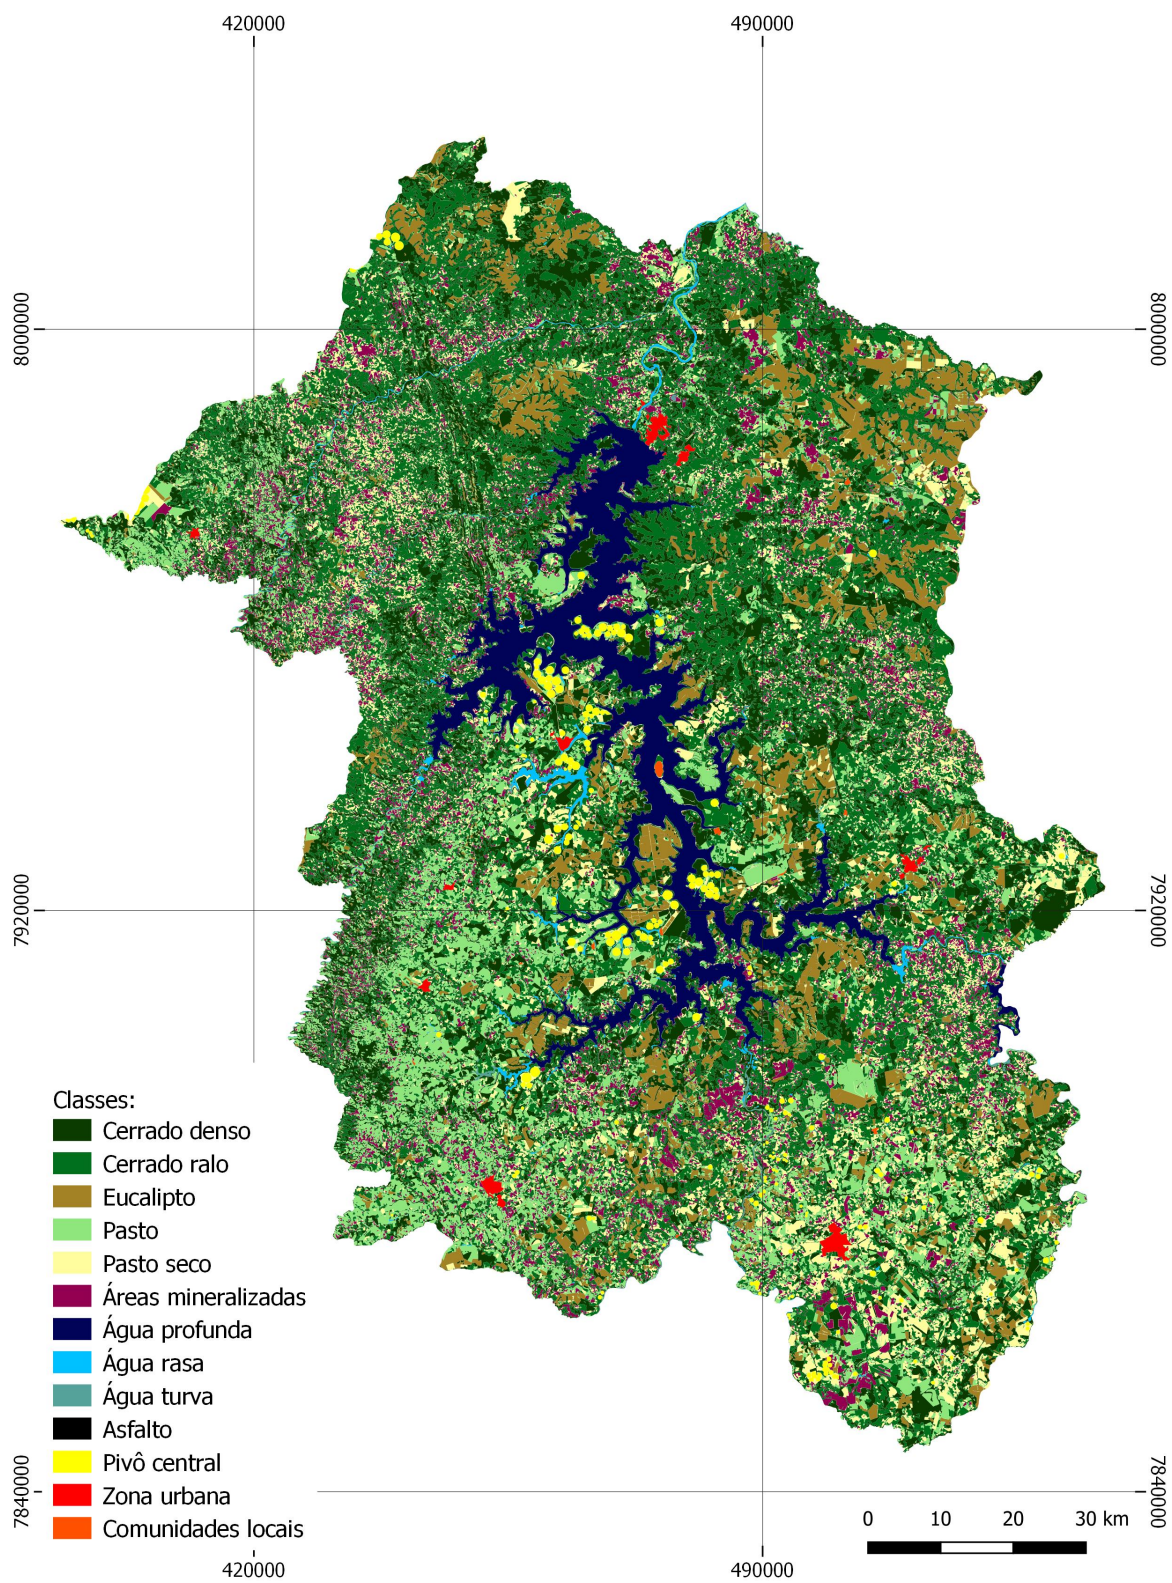 420000 490000
8000000 8000000
7920000 7920000
Classes:
Cerrado denso
Cerrado ralo
Eucalipto
Pasto
Pasto seco
Áreas mineralizadas
Água profunda
Água rasa
Água turva
Asfalto
Pivô central
Zona urbana
Comunidades locais
7840000 7840000
0 10 20 30 km
420000 490000